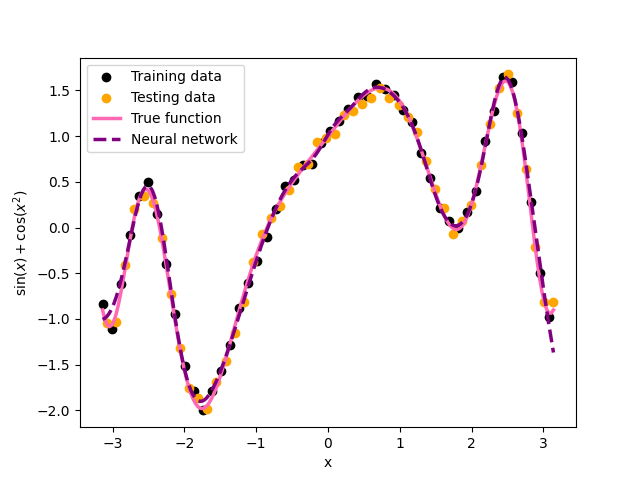 Training data
Testing data
True function
Neural network
sin(x) + cos(x²)
1.5
1.0
0.5
0.0
−0.5
−1.0
−1.5
−2.0
−3 −2 −1 0 1 2 3
x